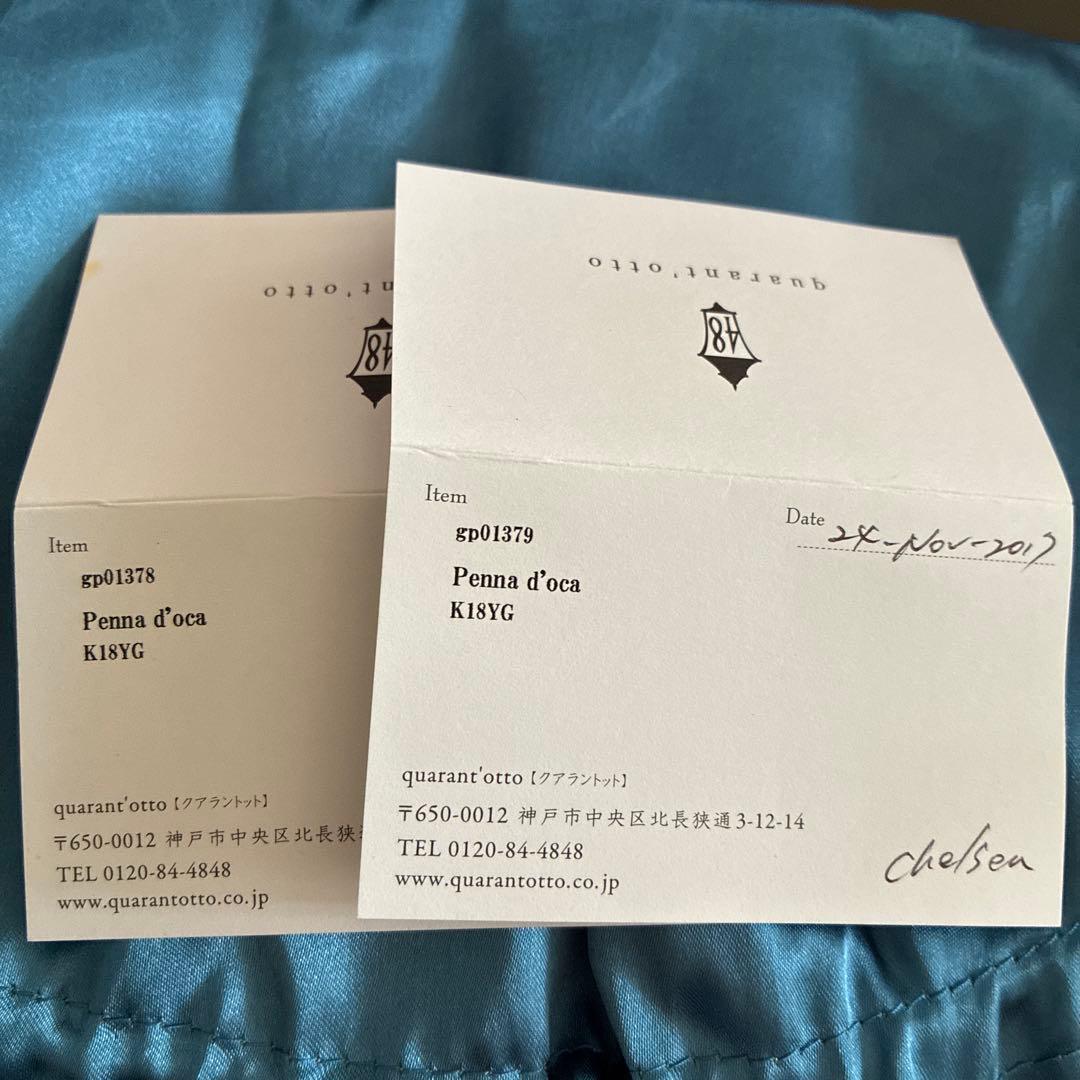 quarant'otto
48
Item
gp01378
Penna d'oca
K18YG
quarant'otto【クアラントット】
〒650-0012 神戸市中央区北長狭
TEL 0120-84-4848
www.quarantotto.co.jp
quarant'otto
48
Item
gp01379
Penna d'oca
K18YG
Date 24-Nov-2017
quarant'otto【クアラントット】
〒650-0012 神戸市中央区北長狭通3-12-14
TEL 0120-84-4848
www.quarantotto.co.jp
chelsea